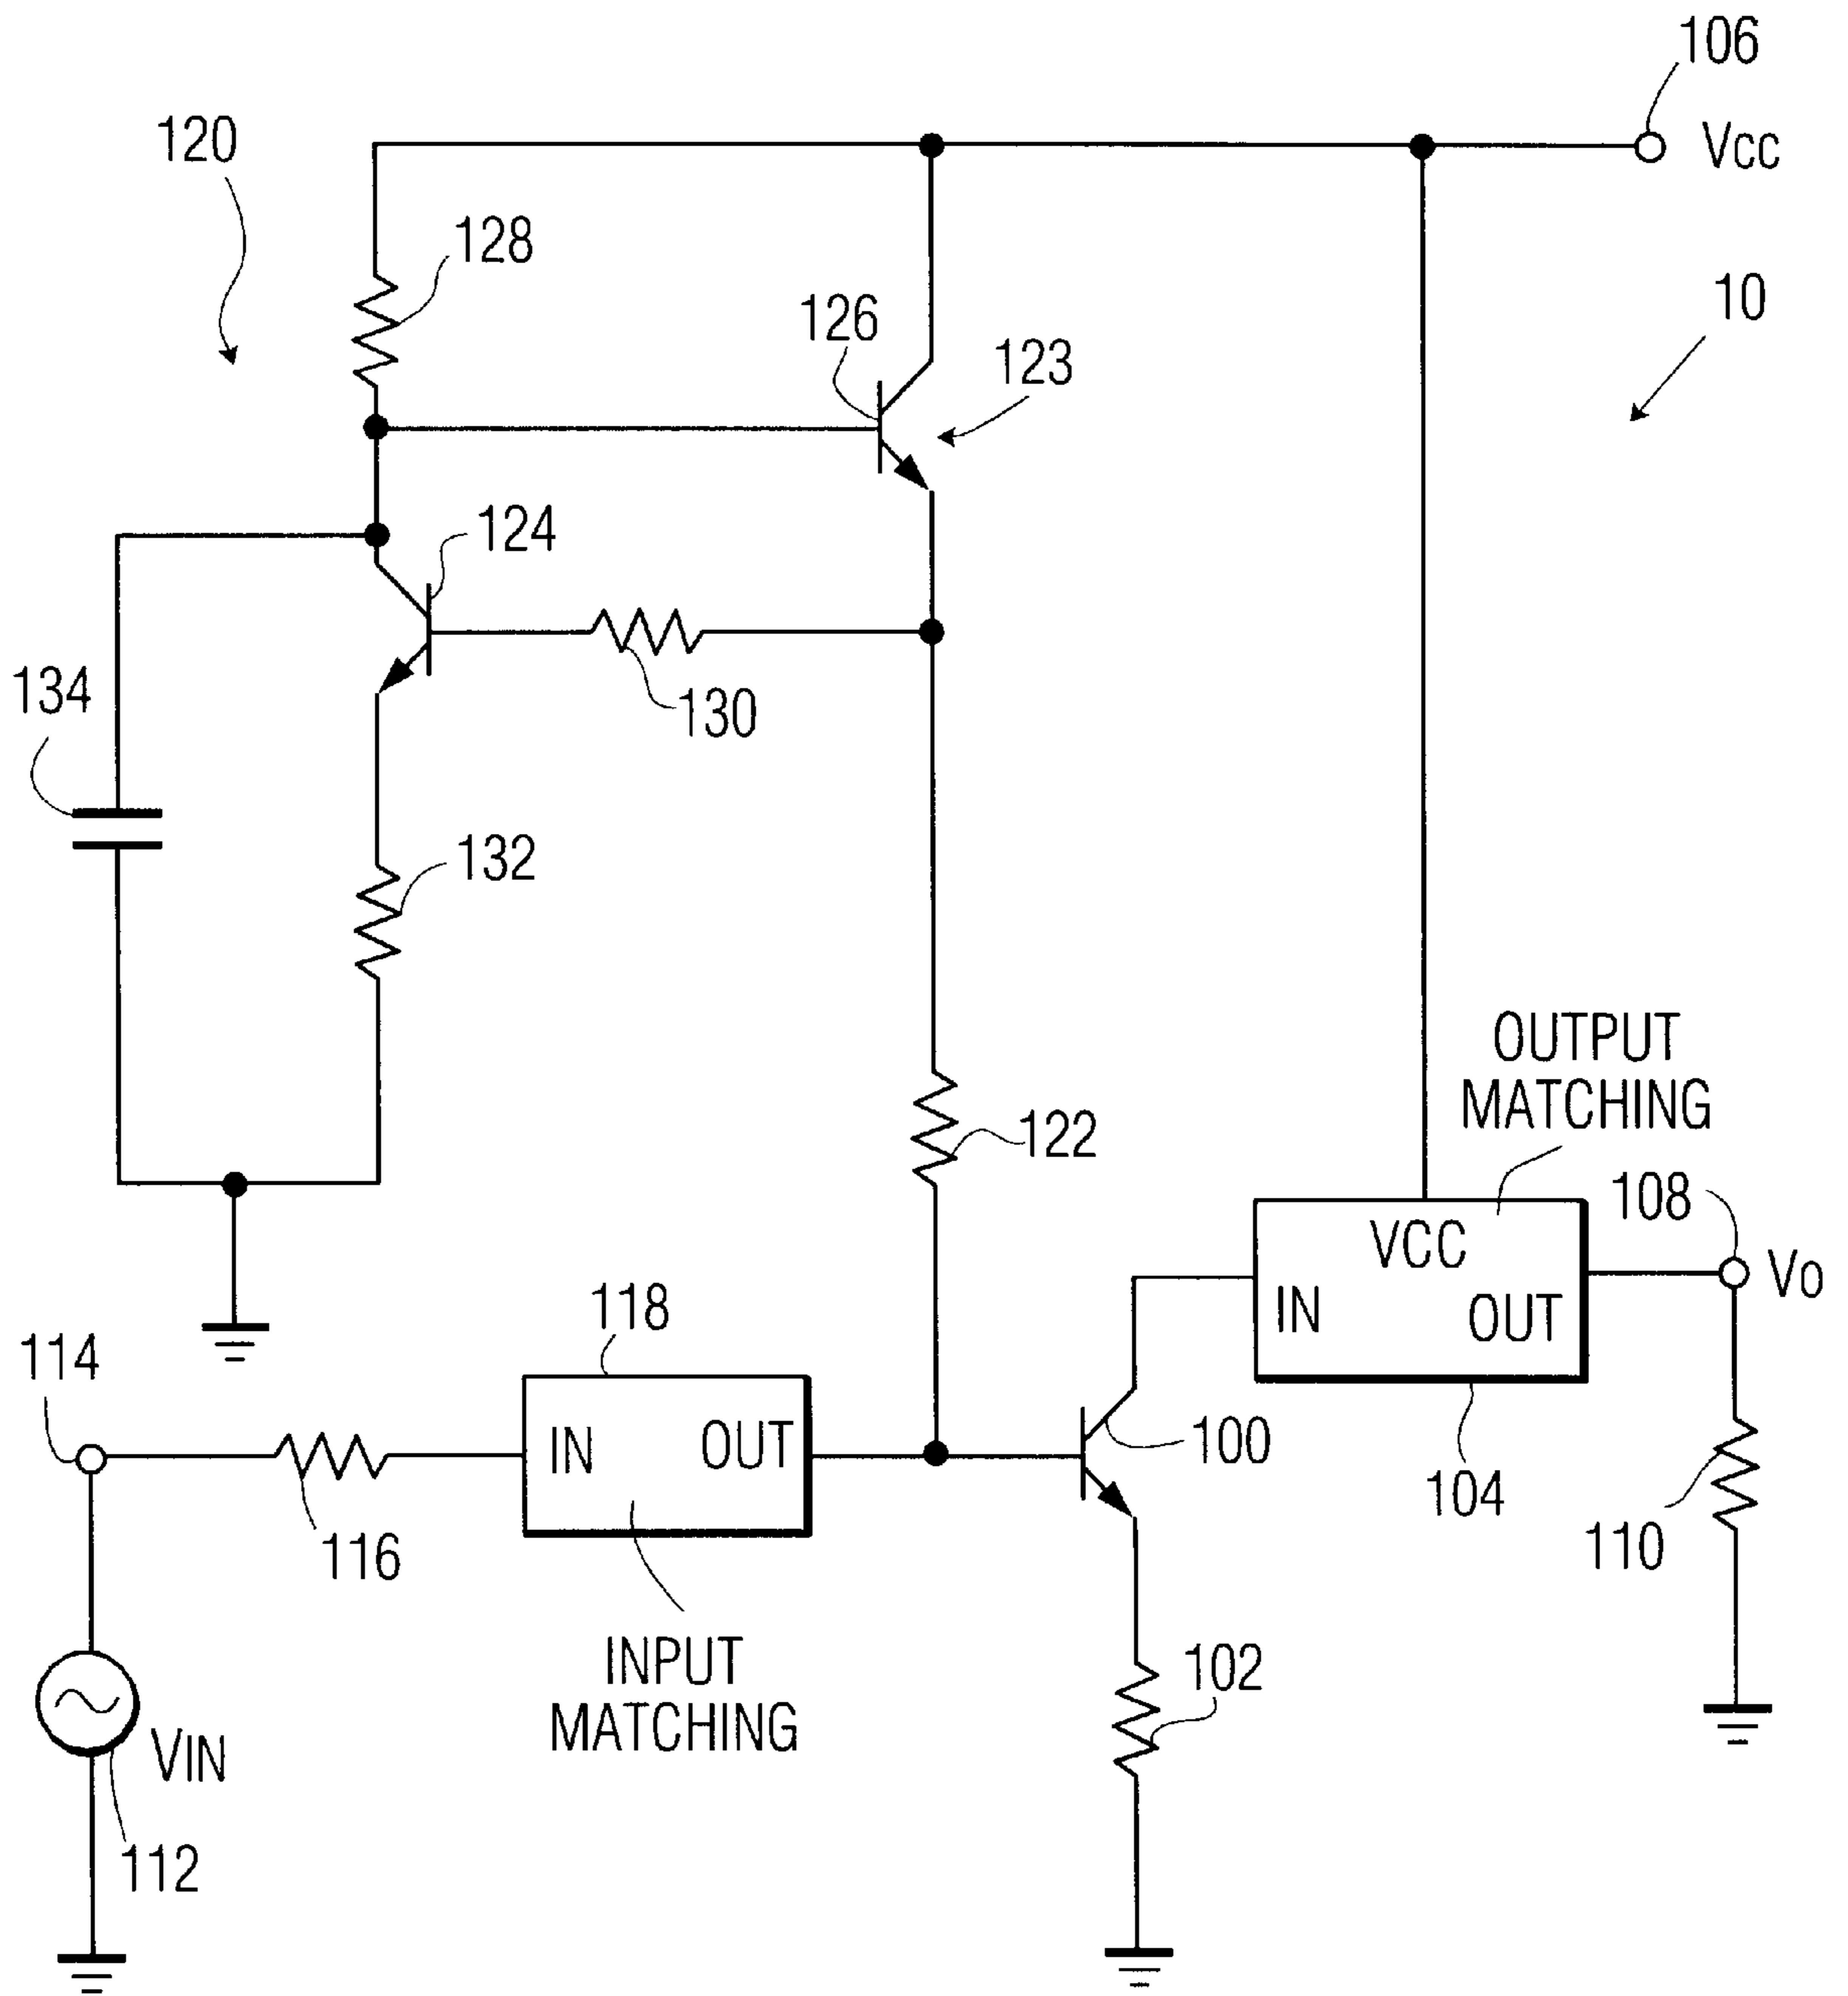 106
Vcc
120
128
10
126
123
124
134
130
132
OUTPUT
MATCHING
122
108
VCC
Vo
118
IN
OUT
114
IN
OUT
100
104
116
110
INPUT
MATCHING
102
VIN
112